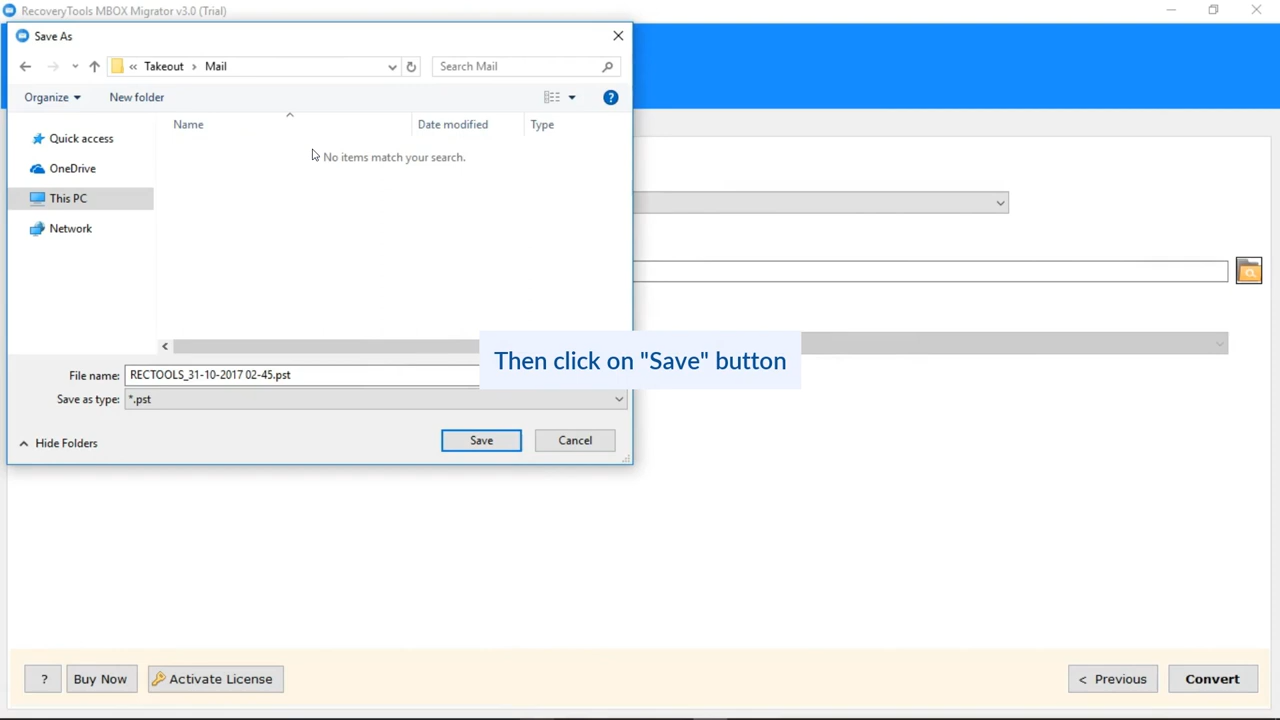 RecoveryTools MBOX Migrator v3.0 (Trial)
Save As
« Takeout › Mail
Search Mail
Organize
New folder
?
Name
Date modified
Type
Quick access
No items match your search.
OneDrive
This PC
Network
Then click on "Save" button
File name: RECTOOLS_31-10-2017 02-45.pst
Save as type: *.pst
Hide Folders
Save
Cancel
?
Buy Now
Activate License
< Previous
Convert